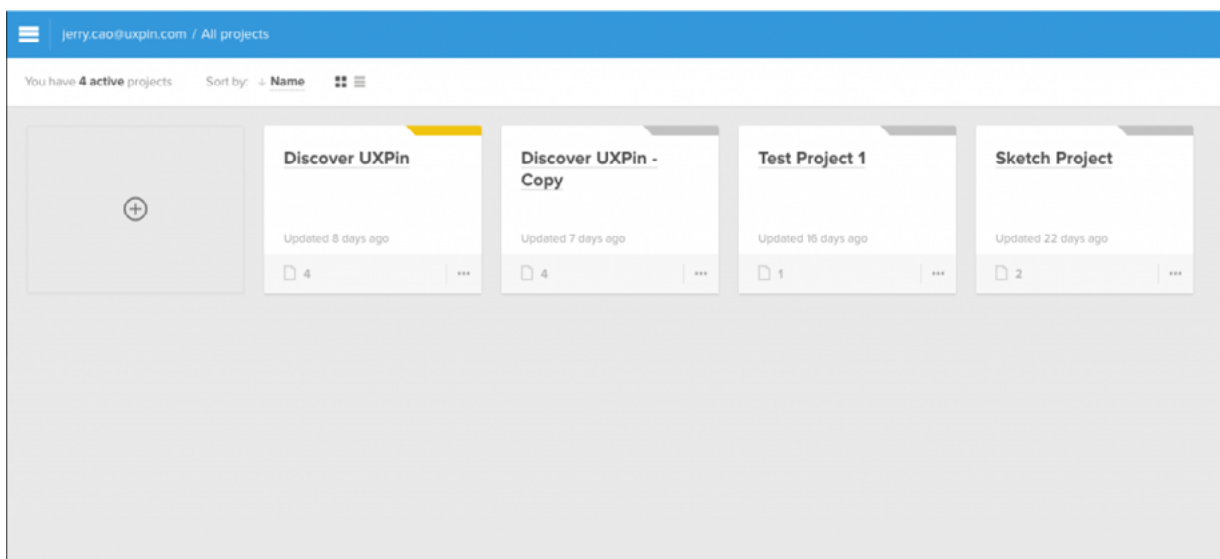 jerry.cao@uxpin.com / All projects
You have 4 active projects Sort by: ↓ Name
Discover UXPin
Updated 8 days ago
4 •••
Discover UXPin -
Copy
Updated 7 days ago
4 •••
Test Project 1
Updated 16 days ago
1 •••
Sketch Project
Updated 22 days ago
2 •••